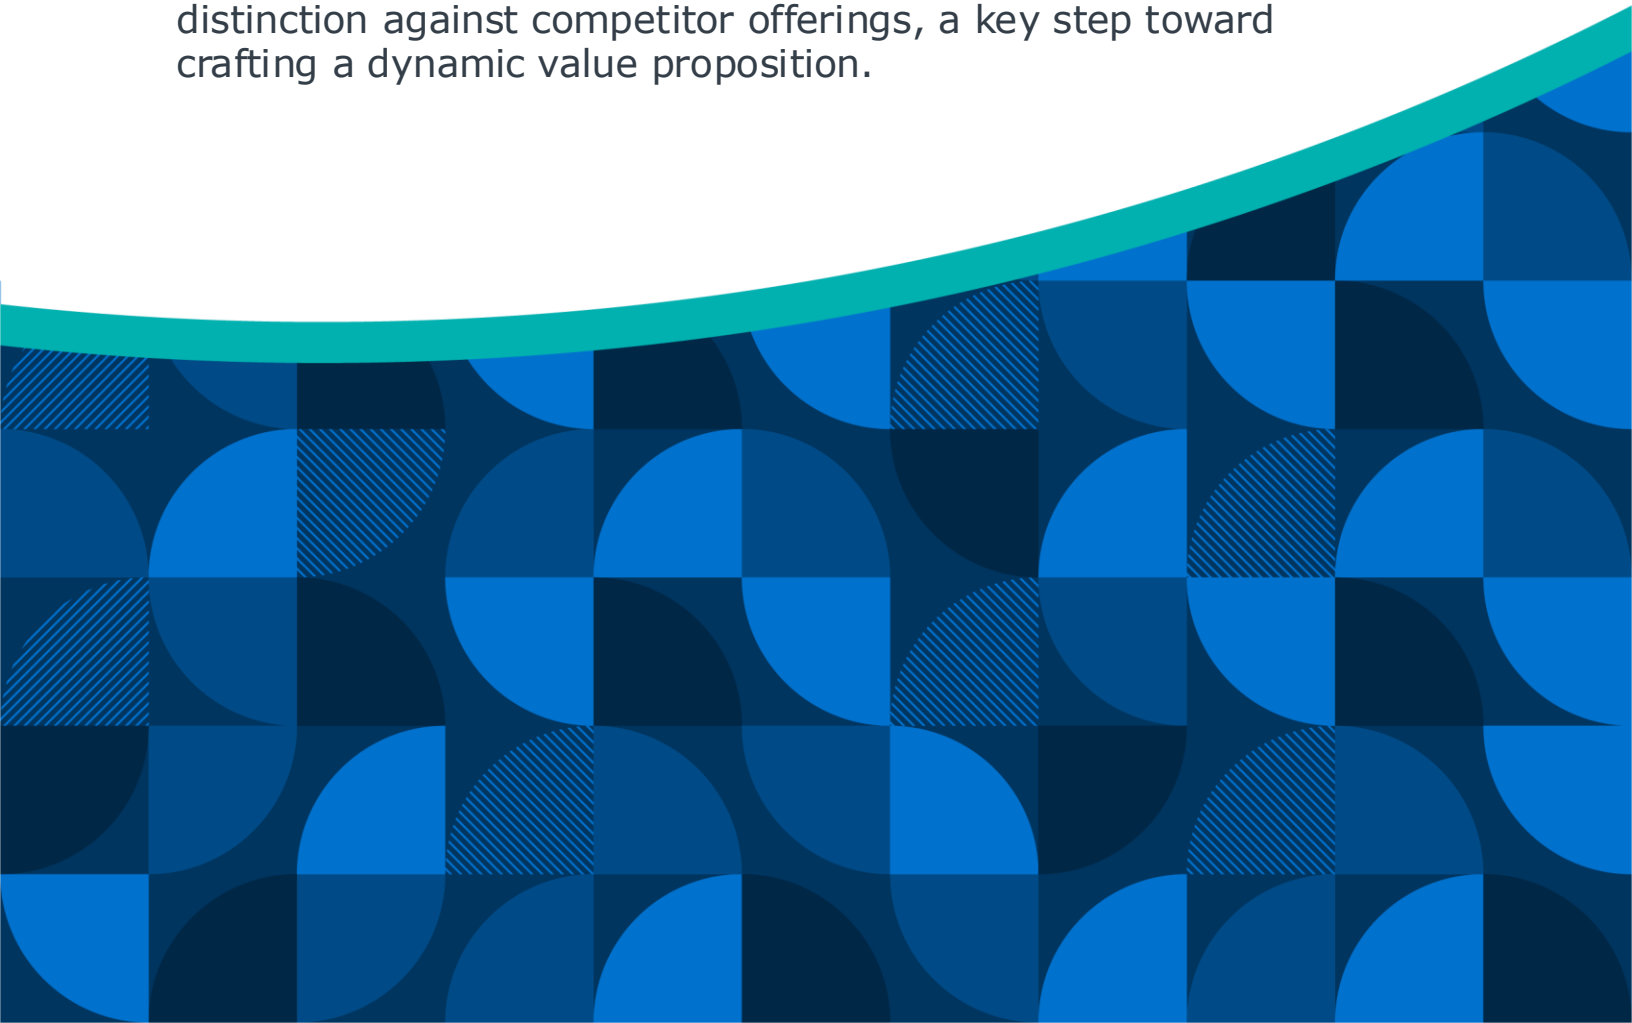 distinction against competitor offerings, a key step toward
crafting a dynamic value proposition.